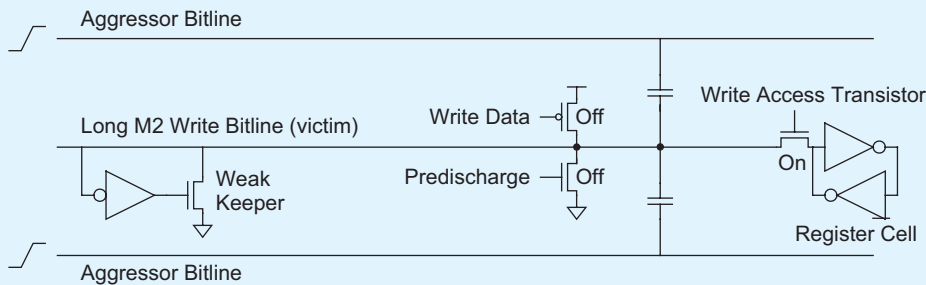 Aggressor Bitline
Write Access Transistor
Write Data
Off
Long M2 Write Bitline (victim)
On
Predischarge
Off
Weak
Keeper
Register Cell
Aggressor Bitline